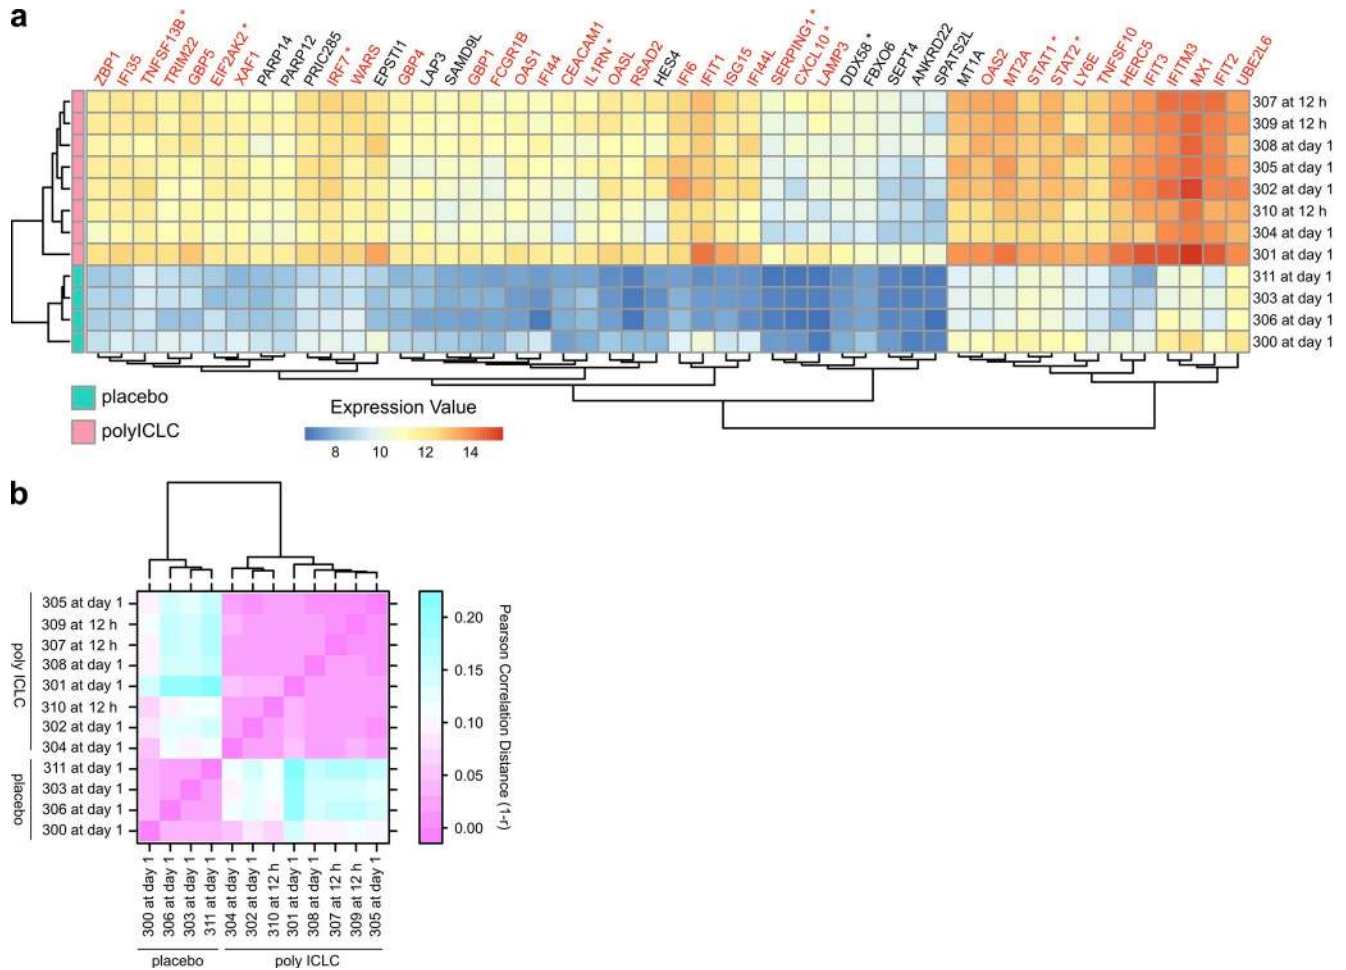 a
ZBP1 IFI35 TNFSF13B * TRIM22 GBP5 EIF2AK2 * XAF1 PARP14 PARP12 PRIC285 IRF7 * WARS EPSTI1 GBP4 LAP3 SAMD9L GBP1 FCGR1B OAS1 IFI44 CEACAM1 IL1RN * OASL RSAD2 HES4 IFI6 IFIT1 ISG15 IFI44L SERPING1 * CXCL10 * LAMP3 DDX58 * FBXO6 SEPT4 ANKRD22 SPATS2L MT1A OAS2 MT2A STAT1 * STAT2 * LY6E TNFSF10 HERC5 IFIT3 IFITM3 MX1 IFIT2 UBE2L6
307 at 12 h
309 at 12 h
308 at day 1
305 at day 1
302 at day 1
310 at 12 h
304 at day 1
301 at day 1
311 at day 1
303 at day 1
306 at day 1
300 at day 1
placebo
polyICLC
Expression Value
8 10 12 14
b
poly ICLC
305 at day 1
309 at 12 h
307 at 12 h
308 at day 1
301 at day 1
310 at 12 h
302 at day 1
304 at day 1
placebo
311 at day 1
303 at day 1
306 at day 1
300 at day 1
300 at day 1
306 at day 1
303 at day 1
311 at day 1
304 at day 1
302 at day 1
310 at 12 h
301 at day 1
308 at day 1
307 at 12 h
309 at 12 h
305 at day 1
placebo
poly ICLC
0.20
0.15
0.10
0.05
0.00
Pearson Correlation Distance (1-r)